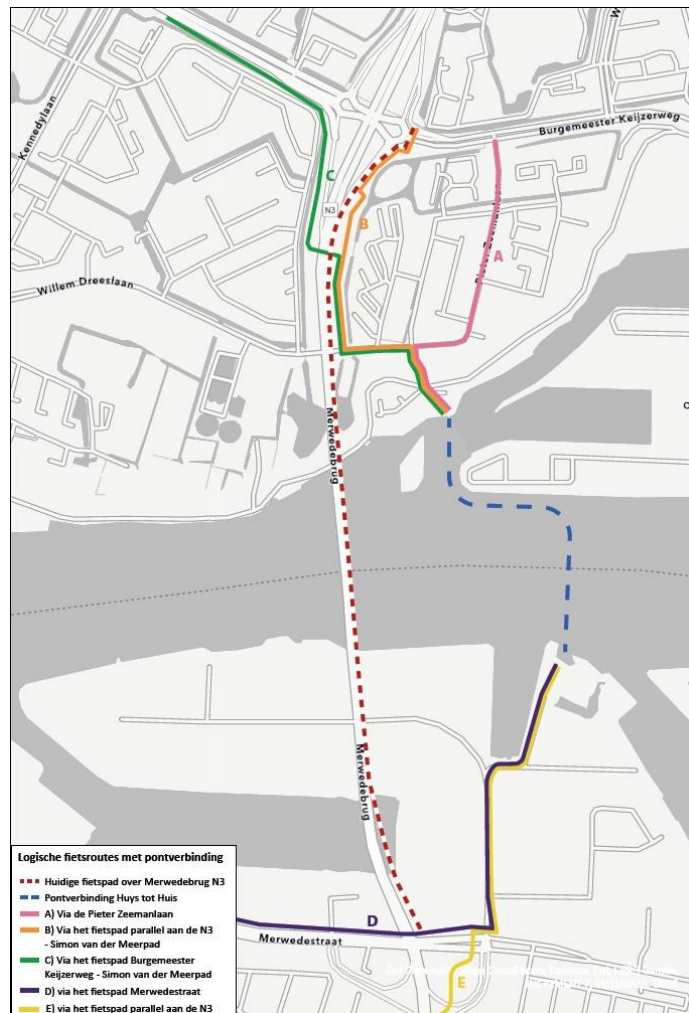 Kennedylaan
Burgemeester Keijzerweg
C
N3
B
A
Pieter Zeemanlaan
Willem Dreeslaan
Merwedebrug
Merwedebrug
D
Merwedestraat
E
Logische fietsroutes met pontverbinding
Huidige fietspad over Merwedebrug N3
Pontverbinding Huys tot Huis
A) Via de Pieter Zeemanlaan
B) Via het fietspad parallel aan de N3
- Simon van der Meerpad
C) Via het fietspad Burgemeester
Keijzerweg - Simon van der Meerpad
D) via het fietspad Merwedestraat
E) via het fietspad parallel aan de N3